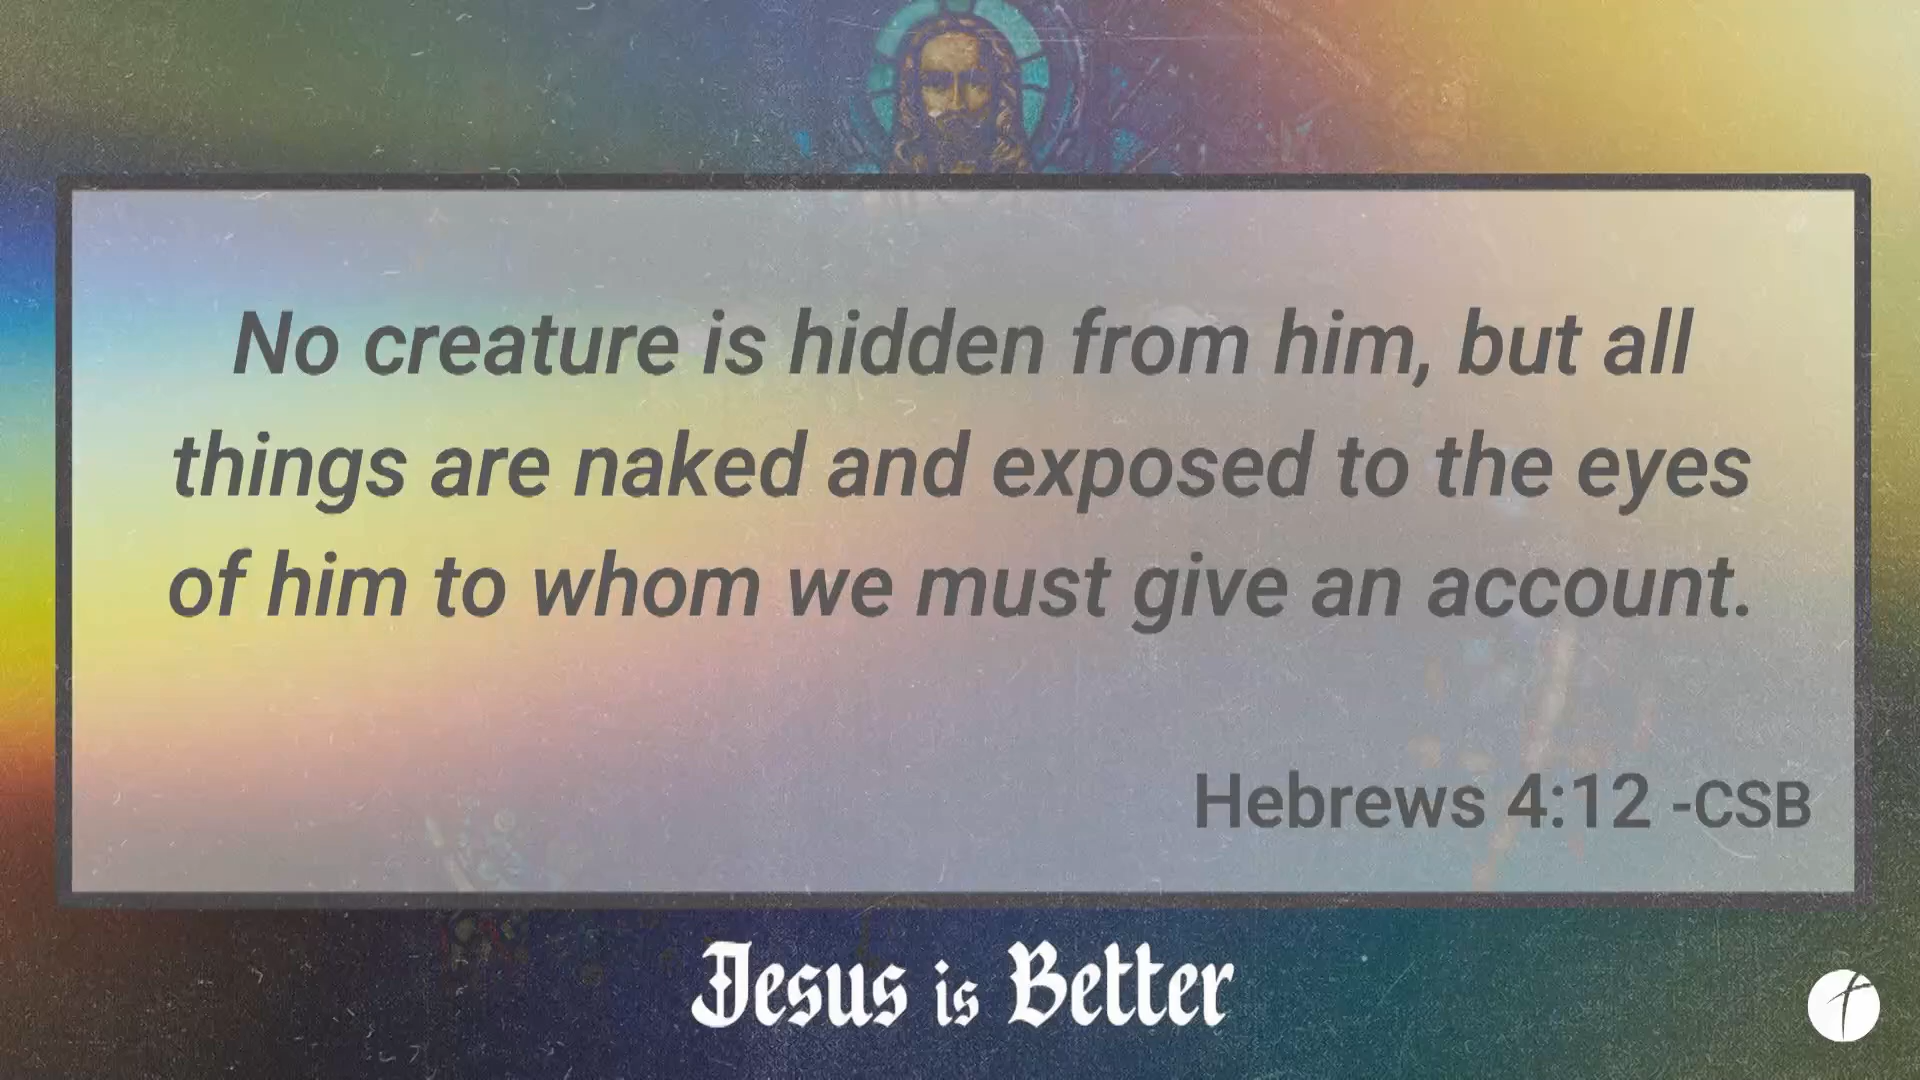 No creature is hidden from him, but all
things are naked and exposed to the eyes
of him to whom we must give an account.
Hebrews 4:12 -CSB
Jesus is Better